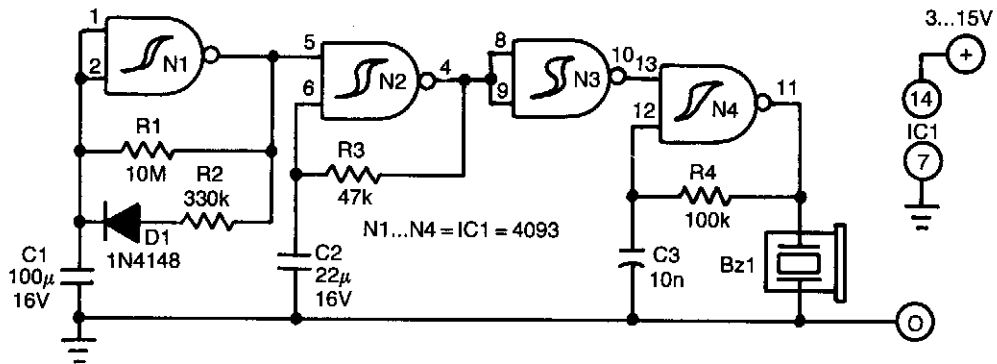 3...15V
+
1
2
N1
5
6
N2
4
8
9
N3
10
13
12
N4
11
14
IC1
7
R1
10M
R2
330k
D1
1N4148
R3
47k
R4
100k
N1...N4 = IC1 = 4093
C1
100µ
16V
C2
22µ
16V
C3
10n
Bz1
0